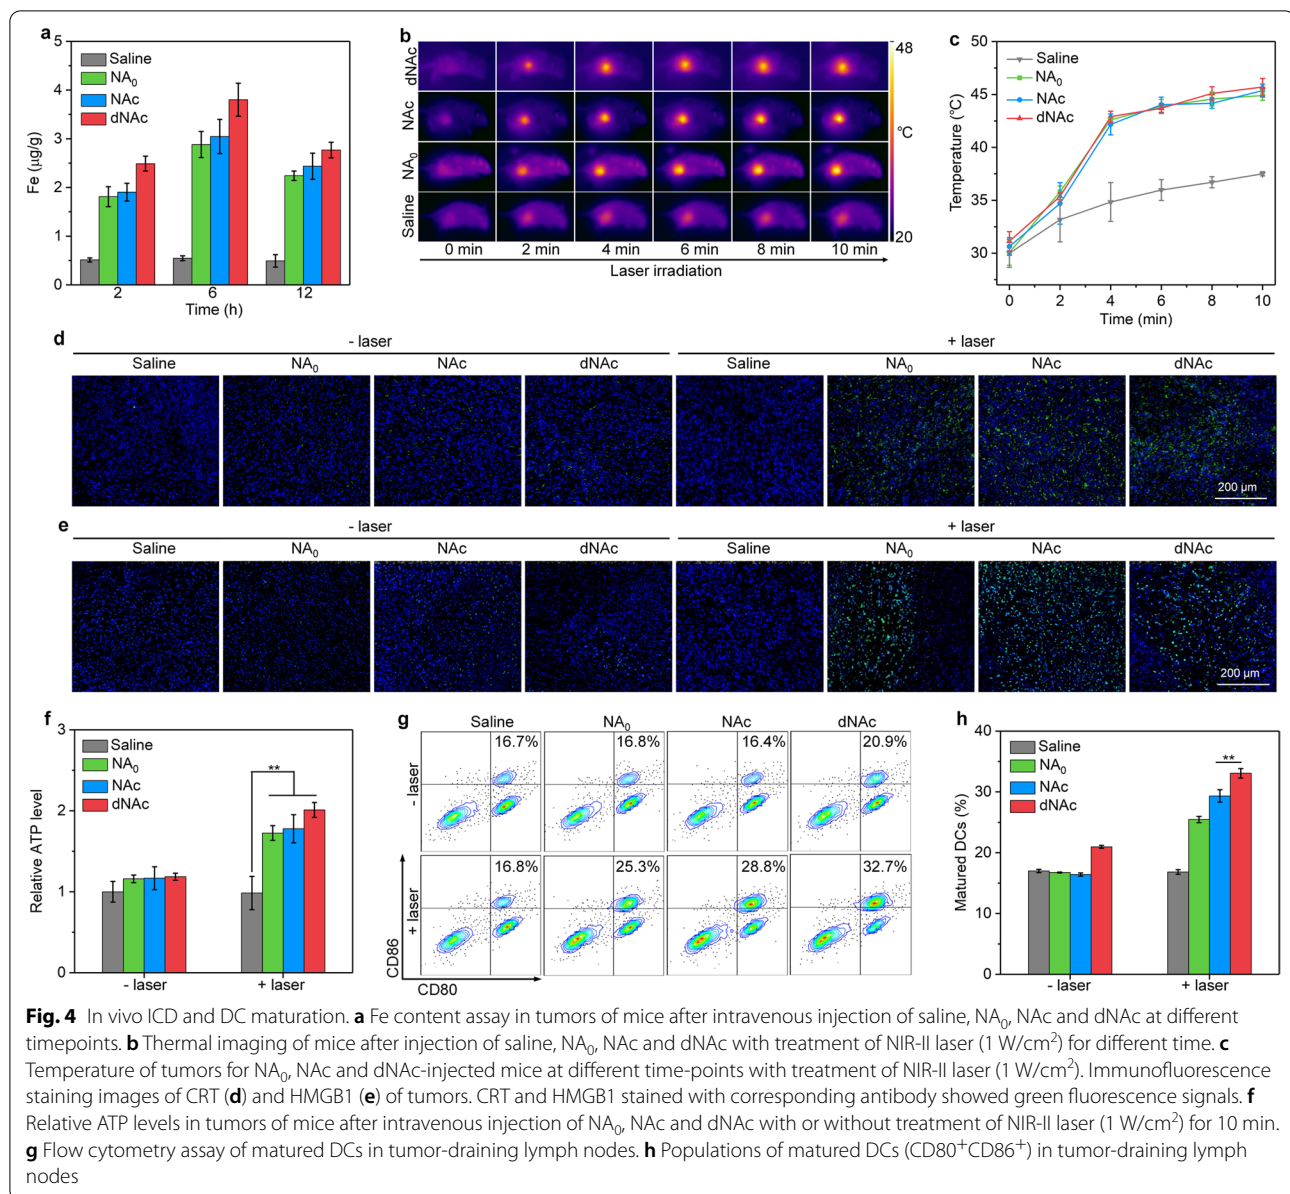 a
5
4
3
2
1
0
Fe (μg/g)
Saline
NA₀
NAc
dNAc
2
6
12
Time (h)
b
dNAc
NAc
NA₀
Saline
48
°C
20
0 min
2 min
4 min
6 min
8 min
10 min
Laser irradiation
c
50
45
40
35
30
Temperature (°C)
Saline
NA₀
NAc
dNAc
0
2
4
6
8
10
Time (min)
d
- laser
+ laser
Saline
NA₀
NAc
dNAc
Saline
NA₀
NAc
dNAc
200 μm
e
- laser
+ laser
Saline
NA₀
NAc
dNAc
Saline
NA₀
NAc
dNAc
200 μm
f
3
2
1
0
Relative ATP level
Saline
NA₀
NAc
dNAc
**
- laser
+ laser
g
Saline
NA₀
NAc
dNAc
- laser
16.7%
16.8%
16.4%
20.9%
+ laser
16.8%
25.3%
28.8%
32.7%
CD86
CD80
h
40
30
20
10
0
Matured DCs (%)
Saline
NA₀
NAc
dNAc
**
- laser
+ laser
Fig. 4 In vivo ICD and DC maturation. a Fe content assay in tumors of mice after intravenous injection of saline, NA₀, NAc and dNAc at different
timepoints. b Thermal imaging of mice after injection of saline, NA₀, NAc and dNAc with treatment of NIR-II laser (1 W/cm²) for different time. c
Temperature of tumors for NA₀, NAc and dNAc-injected mice at different time-points with treatment of NIR-II laser (1 W/cm²). Immunofluorescence
staining images of CRT (d) and HMGB1 (e) of tumors. CRT and HMGB1 stained with corresponding antibody showed green fluorescence signals. f
Relative ATP levels in tumors of mice after intravenous injection of NA₀, NAc and dNAc with or without treatment of NIR-II laser (1 W/cm²) for 10 min.
g Flow cytometry assay of matured DCs in tumor-draining lymph nodes. h Populations of matured DCs (CD80⁺CD86⁺) in tumor-draining lymph
nodes